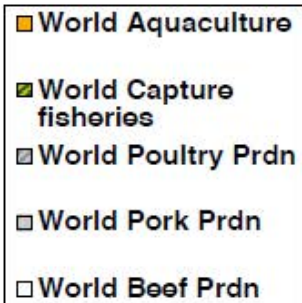 World Aquaculture
World Capture
fisheries
World Poultry Prdn
World Pork Prdn
World Beef Prdn